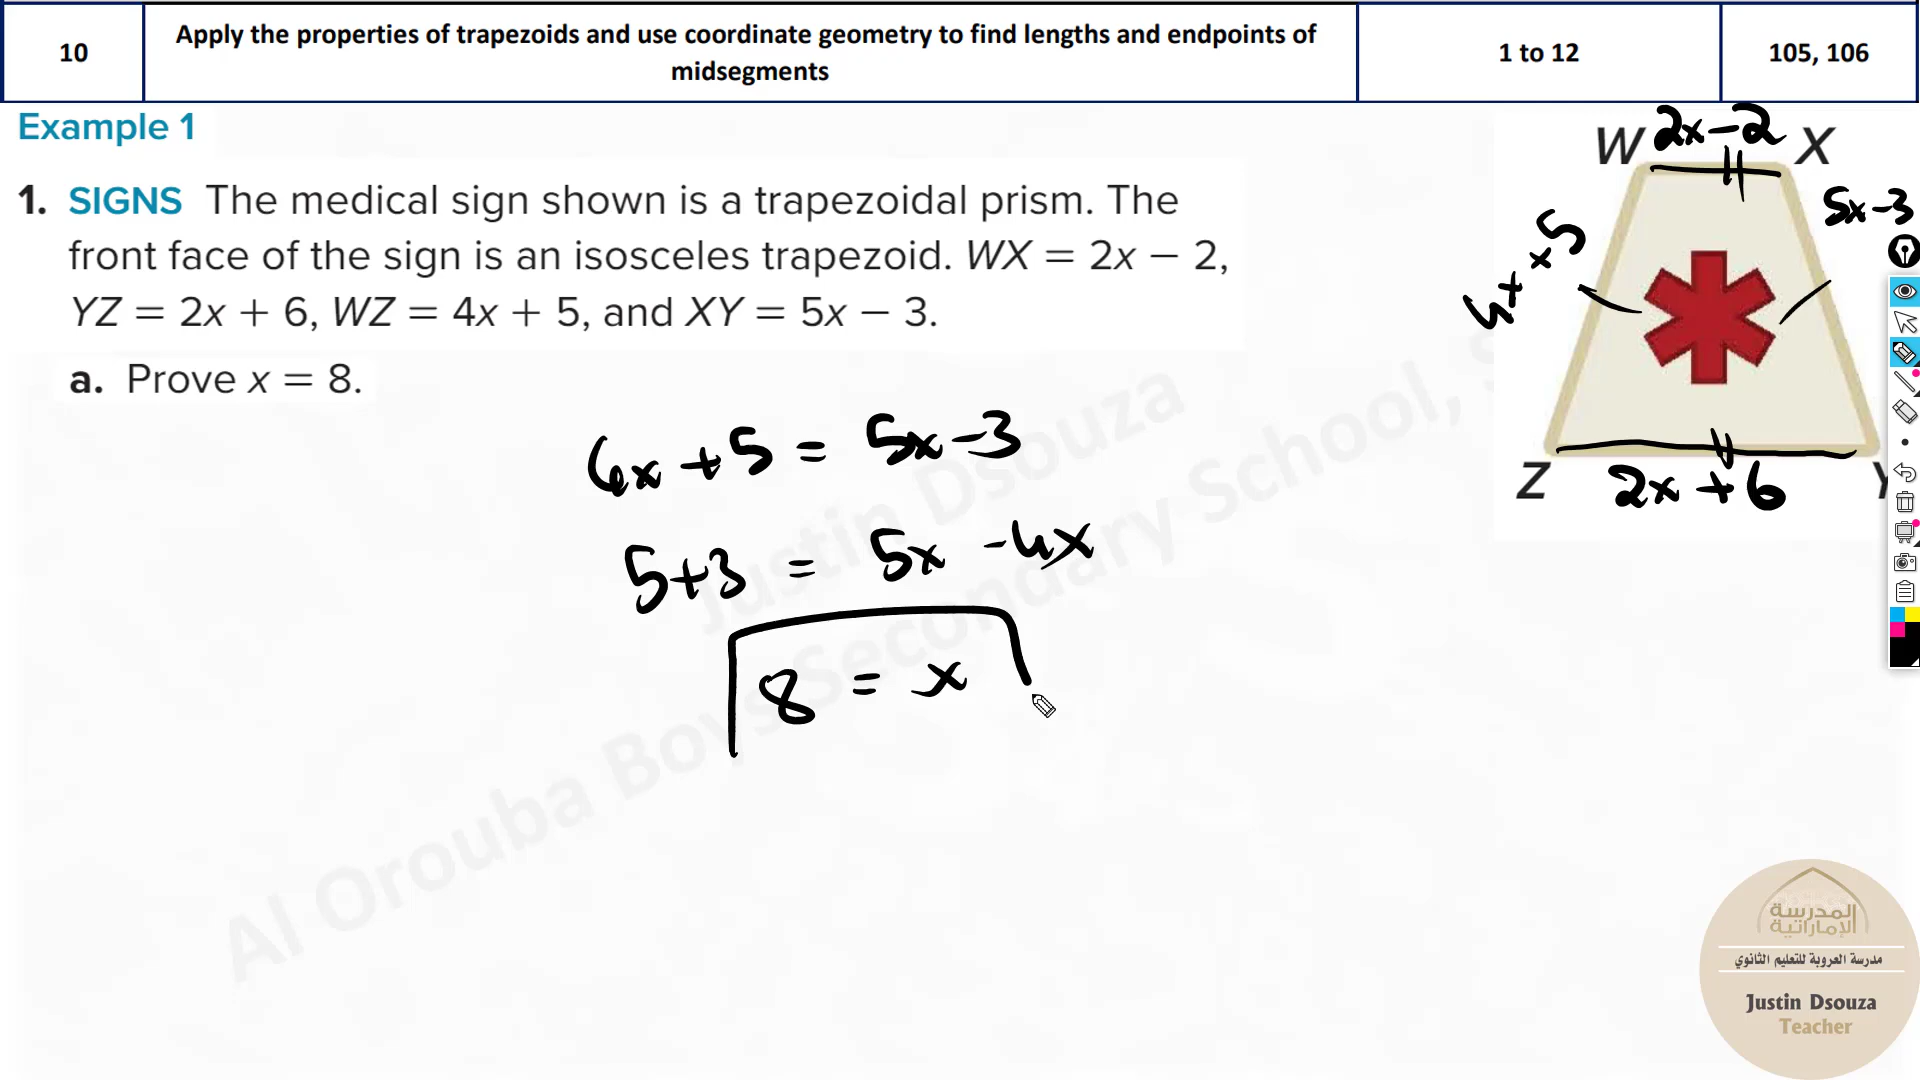 10
Apply the properties of trapezoids and use coordinate geometry to find lengths and endpoints of
midsegments
1 to 12
105, 106
Example 1
1. SIGNS The medical sign shown is a trapezoidal prism. The
front face of the sign is an isosceles trapezoid. WX = 2x − 2,
YZ = 2x + 6, WZ = 4x + 5, and XY = 5x − 3.
a. Prove x = 8.
W 2x-2 X
5x-3
4x+5
Z 2x+6 Y
4x+5 = 5x-3
5+3 = 5x -4x
8 = x
Justin Dsouza
Al Orouba Boys Secondary School, S
المدرسة
الإماراتية
مدرسة العروبة للتعليم الثانوي
Justin Dsouza
Teacher